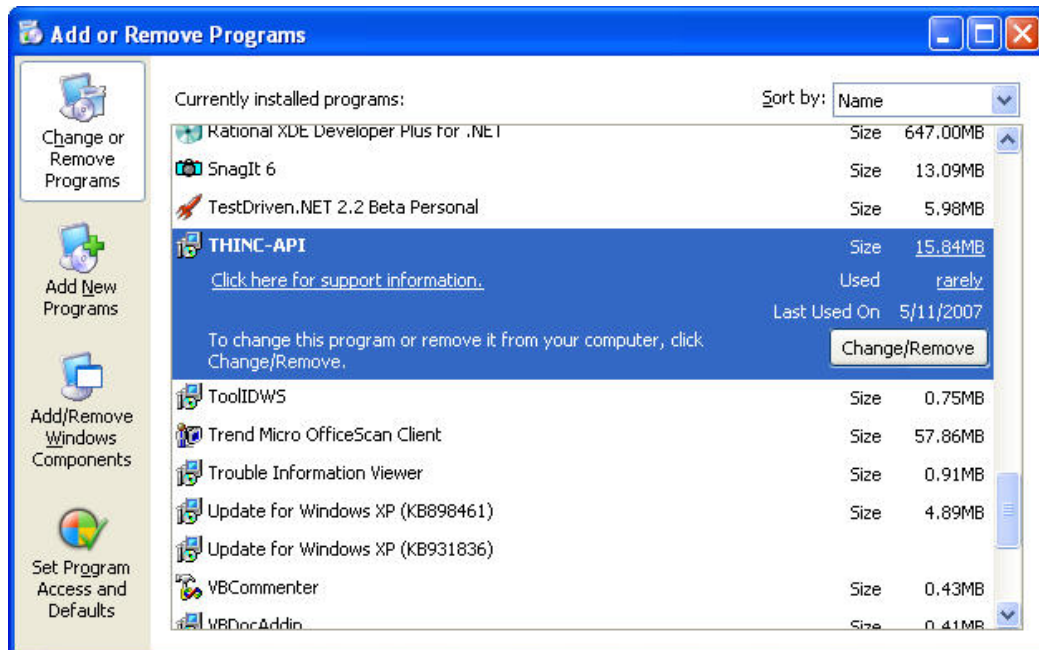 Add or Remove Programs
Change or
Remove
Programs
Add New
Programs
Add/Remove
Windows
Components
Set Program
Access and
Defaults
Currently installed programs:
Sort by: Name
Rational XDE Developer Plus for .NET Size 647.00MB
SnagIt 6 Size 13.09MB
TestDriven.NET 2.2 Beta Personal Size 5.98MB
THINC-API Size 15.84MB
Click here for support information. Used rarely
Last Used On 5/11/2007
To change this program or remove it from your computer, click
Change/Remove.
Change/Remove
ToolIDWS Size 0.75MB
Trend Micro OfficeScan Client Size 57.86MB
Trouble Information Viewer Size 0.91MB
Update for Windows XP (KB898461) Size 4.89MB
Update for Windows XP (KB931836)
VBCommenter Size 0.43MB
VBDocAddin Size 0.41MB